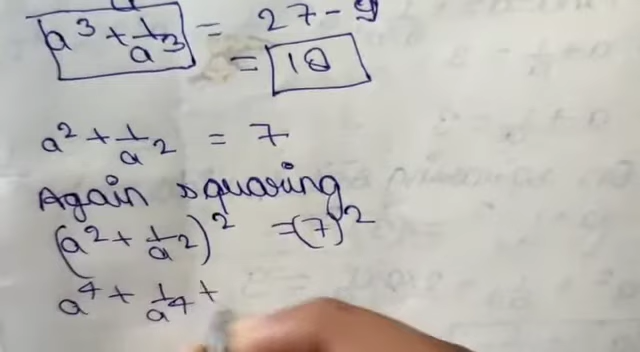 a³ + 1/a³ = 27 - 9
= 18
a² + 1/a² = 7
Again squaring
(a² + 1/a²)² = (7)²
a⁴ + 1/a⁴ +